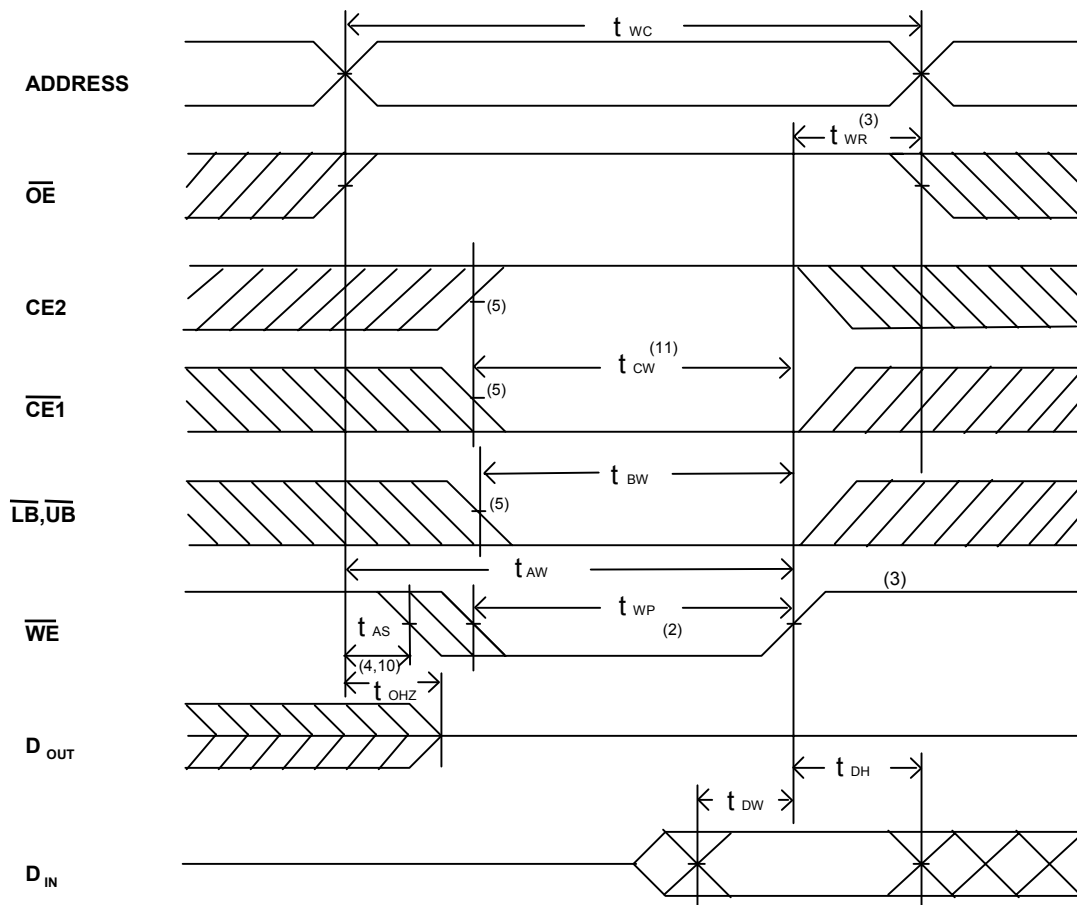 t WC
ADDRESS
t WR (3)
OE
CE2
(5)
t CW (11)
CE1
(5)
t BW
LB,UB
(5)
t AW
(3)
WE
t WP
(2)
t AS
(4,10)
t OHZ
D OUT
t DH
t DW
D IN